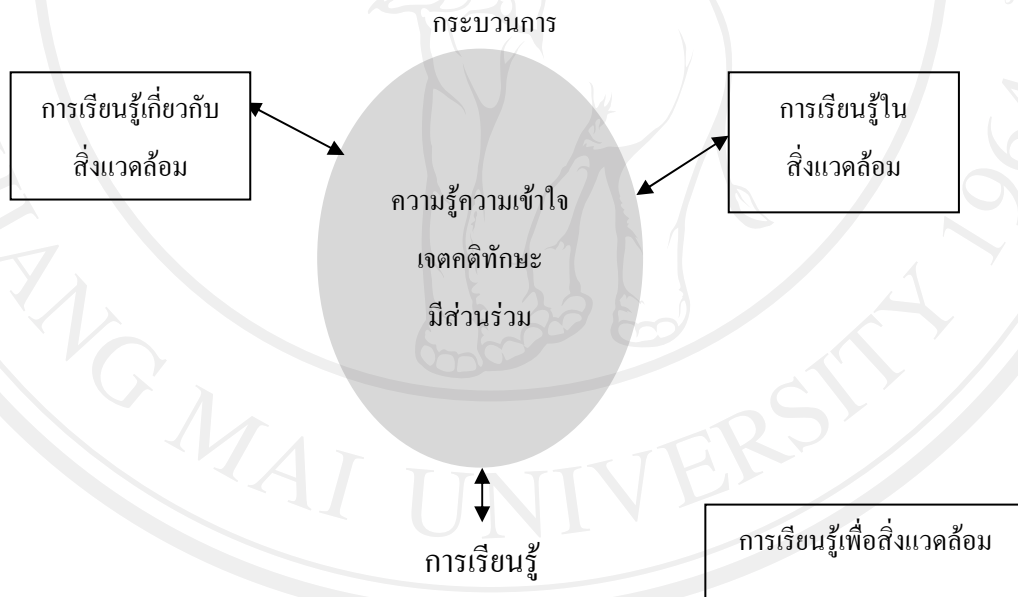 กระบวนการ
การเรียนรู้เกี่ยวกับ
สิ่งแวดล้อม
การเรียนรู้ใน
สิ่งแวดล้อม
ความรู้ความเข้าใจ
เจตคติทักษะ
มีส่วนร่วม
การเรียนรู้
การเรียนรู้เพื่อสิ่งแวดล้อม
ANG MAI UNIVERSITY 1964